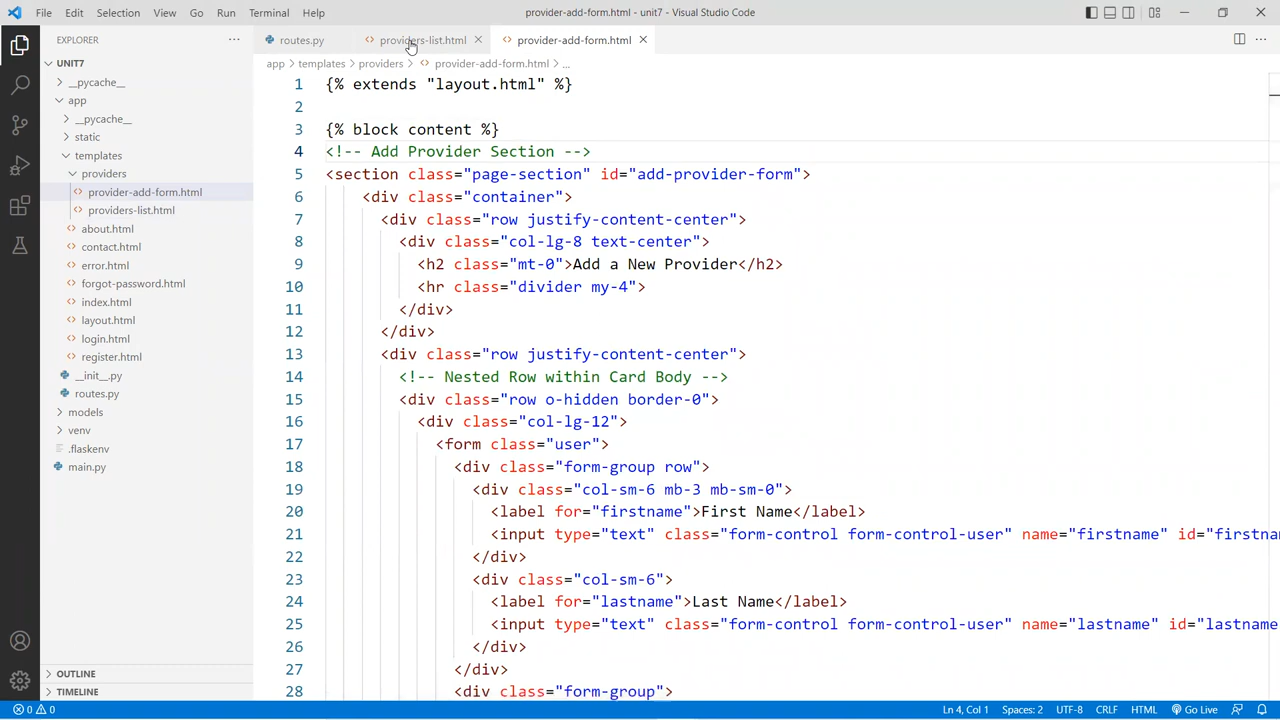 File Edit Selection View Go Run Terminal Help
provider-add-form.html - unit7 - Visual Studio Code
EXPLORER
UNIT7
__pycache__
app
__pycache__
static
templates
providers
provider-add-form.html
providers-list.html
about.html
contact.html
error.html
forgot-password.html
index.html
layout.html
login.html
register.html
__init__.py
routes.py
models
venv
.flaskenv
main.py
OUTLINE
TIMELINE
routes.py providers-list.html provider-add-form.html
app > templates > providers > provider-add-form.html > ...
1 {% extends "layout.html" %}
2
3 {% block content %}
4 <!-- Add Provider Section -->
5 <section class="page-section" id="add-provider-form">
6 <div class="container">
7 <div class="row justify-content-center">
8 <div class="col-lg-8 text-center">
9 <h2 class="mt-0">Add a New Provider</h2>
10 <hr class="divider my-4">
11 </div>
12 </div>
13 <div class="row justify-content-center">
14 <!-- Nested Row within Card Body -->
15 <div class="row o-hidden border-0">
16 <div class="col-lg-12">
17 <form class="user">
18 <div class="form-group row">
19 <div class="col-sm-6 mb-3 mb-sm-0">
20 <label for="firstname">First Name</label>
21 <input type="text" class="form-control form-control-user" name="firstname" id="firstna
22 </div>
23 <div class="col-sm-6">
24 <label for="lastname">Last Name</label>
25 <input type="text" class="form-control form-control-user" name="lastname" id="lastname
26 </div>
27 </div>
28 <div class="form-group">
0 0 Ln 4, Col 1 Spaces: 2 UTF-8 CRLF HTML Go Live